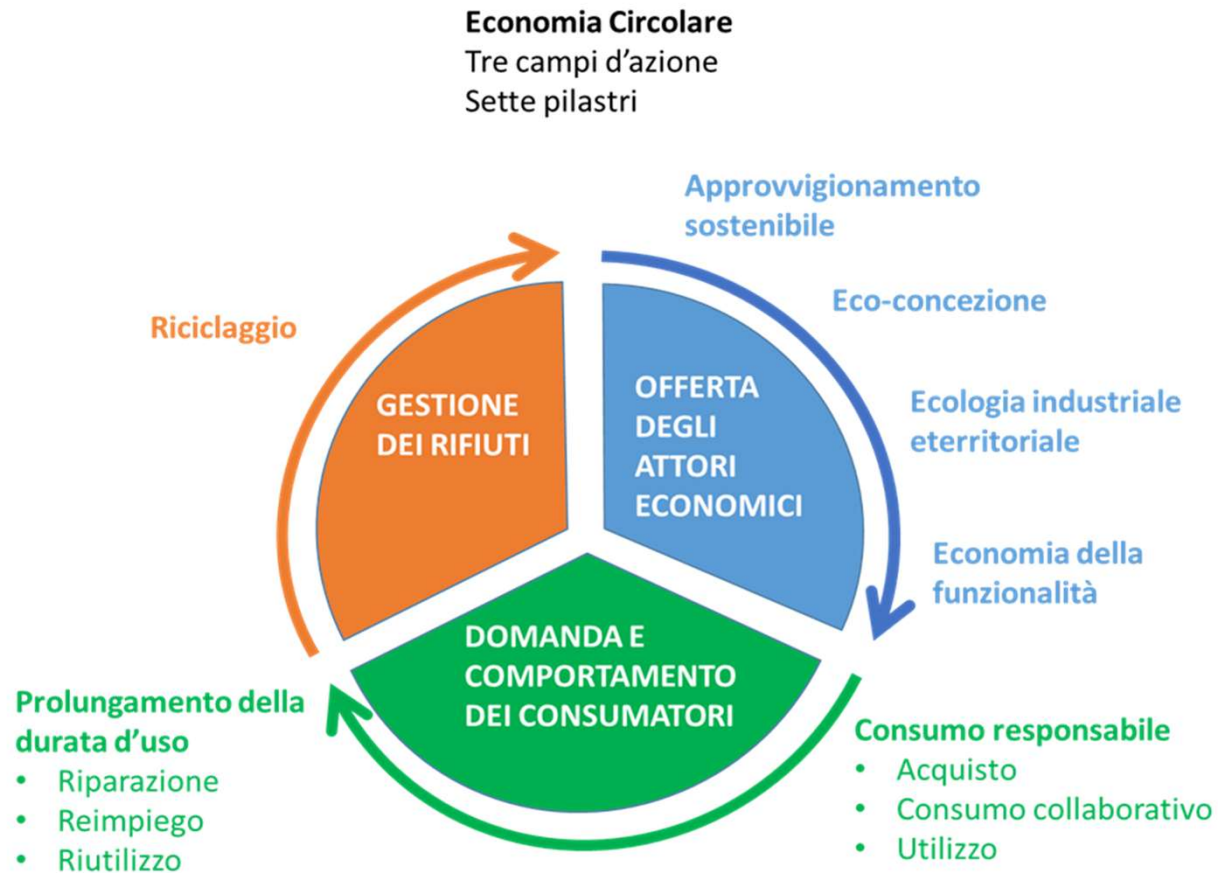 Economia Circolare
Tre campi d’azione
Sette pilastri
Approvvigionamento
sostenibile
Eco-concezione
Ecologia industriale
eterritoriale
Economia della
funzionalità
OFFERTA
DEGLI
ATTORI
ECONOMICI
Riciclaggio
GESTIONE
DEI RIFIUTI
DOMANDA E
COMPORTAMENTO
DEI CONSUMATORI
Consumo responsabile
• Acquisto
• Consumo collaborativo
• Utilizzo
Prolungamento della
durata d’uso
• Riparazione
• Reimpiego
• Riutilizzo